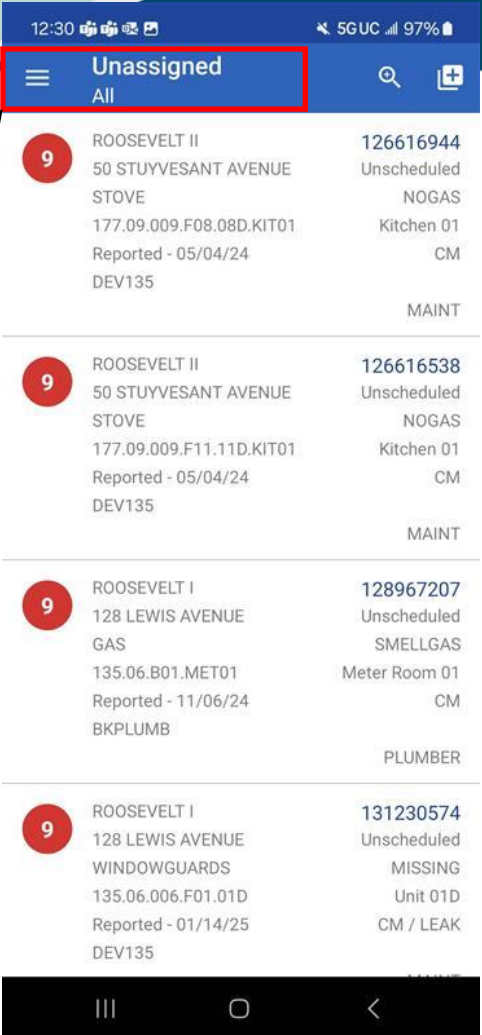 12:30 5G UC 97%
Unassigned
All
9 ROOSEVELT II 126616944
50 STUYVESANT AVENUE Unscheduled
STOVE NOGAS
177.09.009.F08.08D.KIT01 Kitchen 01
Reported - 05/04/24 CM
DEV135
MAINT
9 ROOSEVELT II 126616538
50 STUYVESANT AVENUE Unscheduled
STOVE NOGAS
177.09.009.F11.11D.KIT01 Kitchen 01
Reported - 05/04/24 CM
DEV135
MAINT
9 ROOSEVELT I 128967207
128 LEWIS AVENUE Unscheduled
GAS SMELLGAS
135.06.B01.MET01 Meter Room 01
Reported - 11/06/24 CM
BKPLUMB
PLUMBER
9 ROOSEVELT I 131230574
128 LEWIS AVENUE Unscheduled
WINDOWGUARDS MISSING
135.06.006.F01.01D Unit 01D
Reported - 01/14/25 CM / LEAK
DEV135